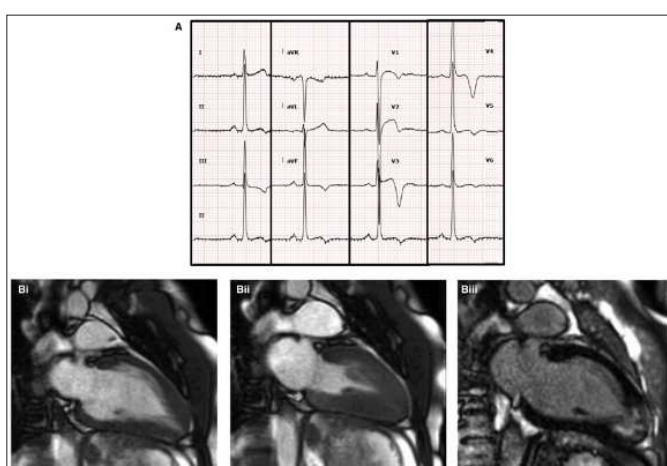 A
I aVR V1 V4
II aVL V2 V5
III aVF V3 V6
II
Bi Bii Biii